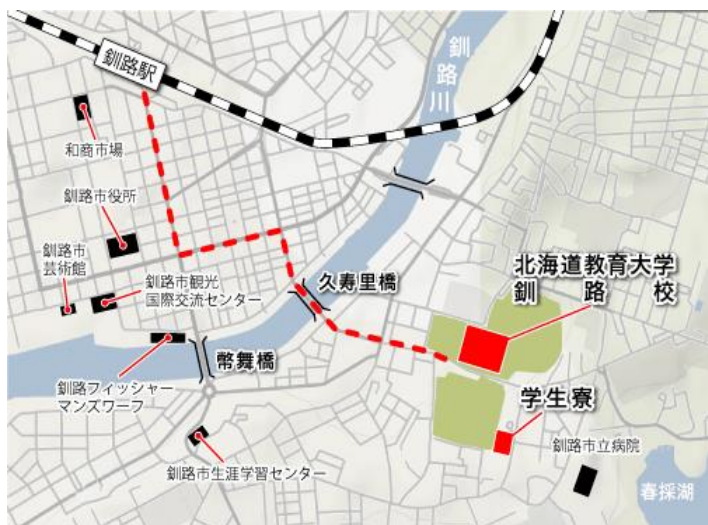 釧路駅
釧路川
和商市場
釧路市役所
釧路市
芸術館
釧路市観光
国際交流センター
久寿里橋
北海道教育大学
釧路校
幣舞橋
釧路フィッシャー
マンズワーフ
学生寮
釧路市立病院
釧路市生涯学習センター
春採湖